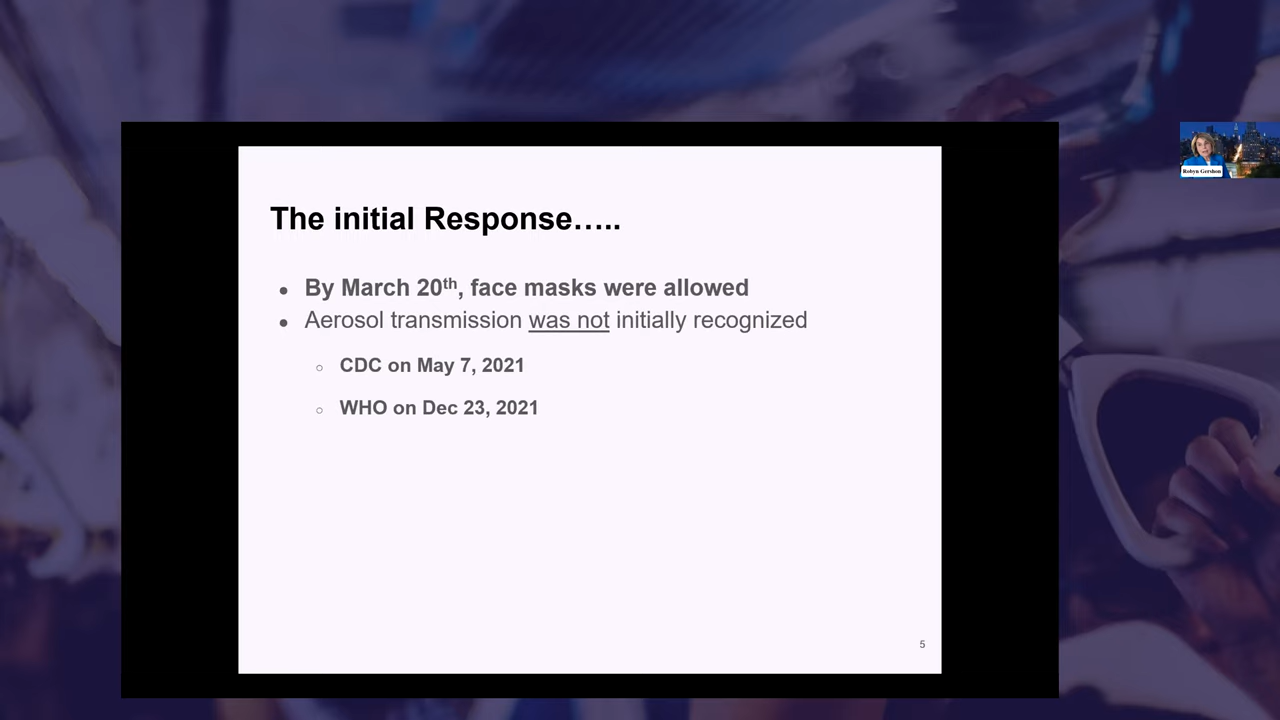 The initial Response…..
● By March 20th, face masks were allowed
● Aerosol transmission was not initially recognized
○ CDC on May 7, 2021
○ WHO on Dec 23, 2021
5
Robyn Gershon